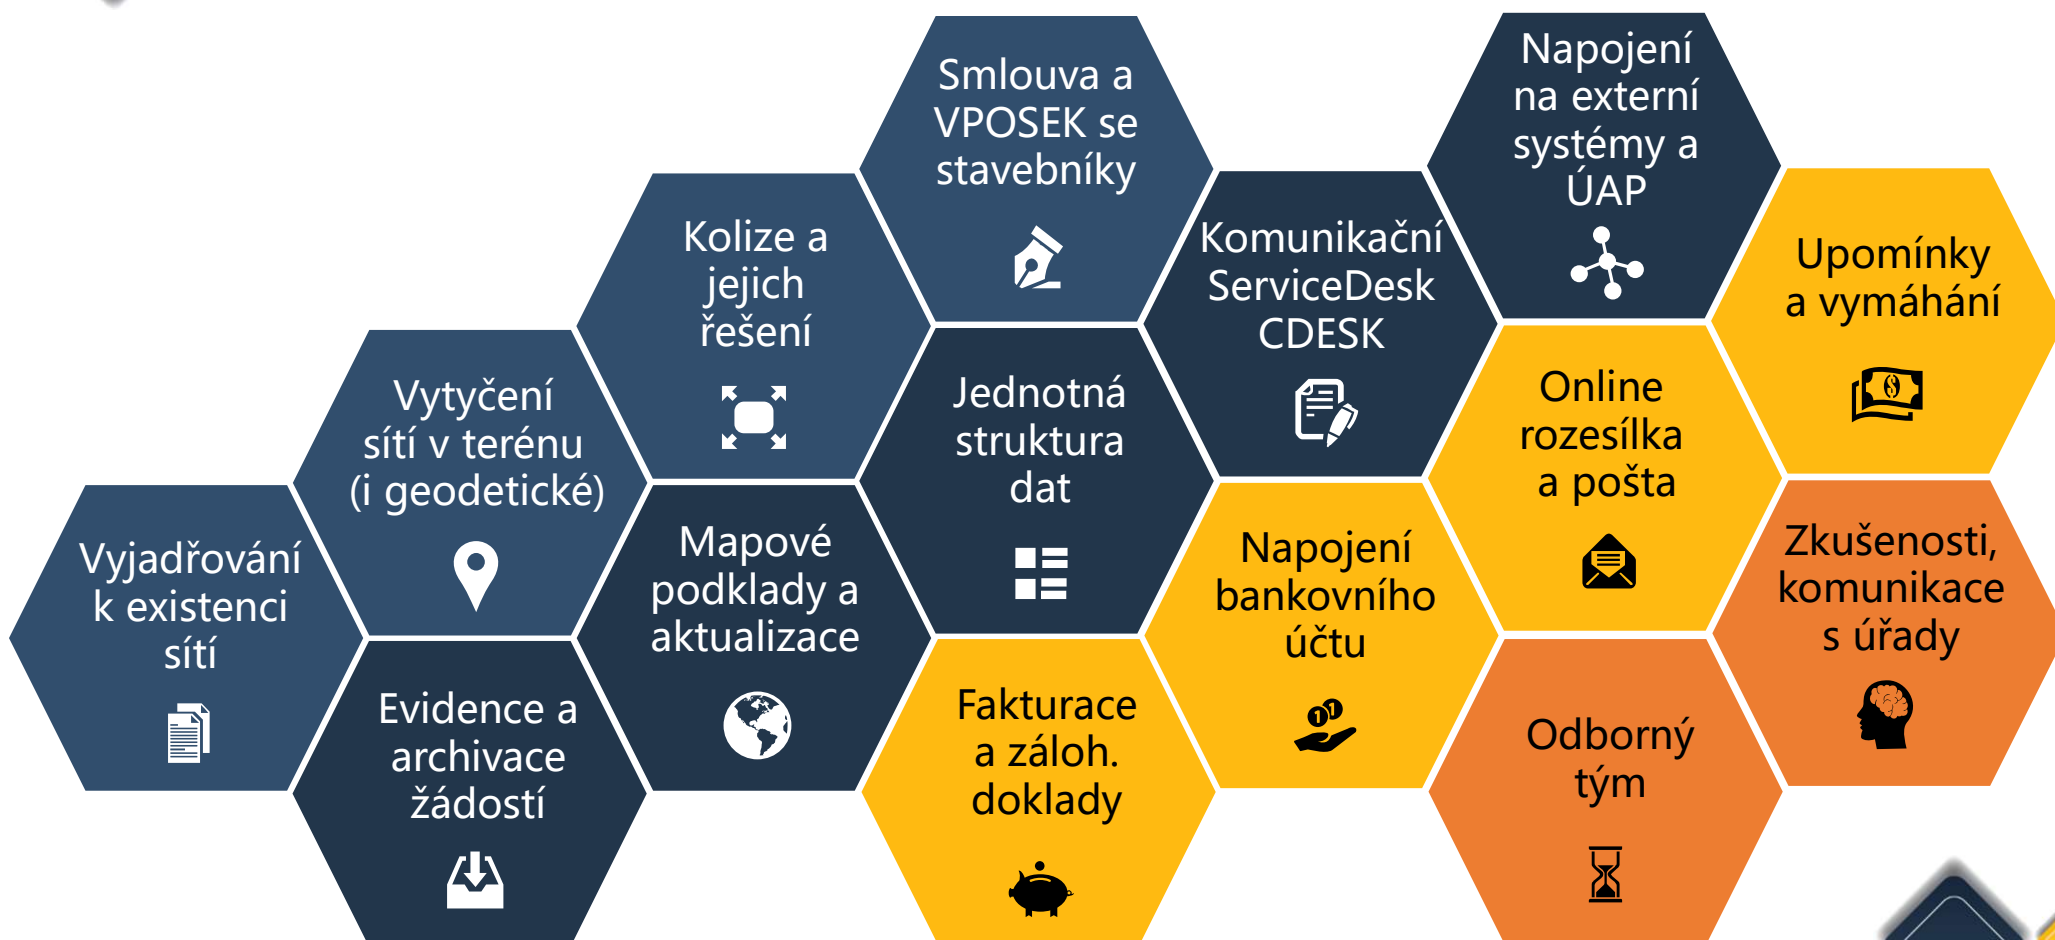 Smlouva a
VPOSEK se
stavebníky
Napojení
na externí
systémy a
ÚAP
Kolize a
jejich
řešení
Komunikační
ServiceDesk
CDESK
Upomínky
a vymáhání
Vytyčení
sítí v terénu
(i geodetické)
Jednotná
struktura
dat
Online
rozesílka
a pošta
Vyjadřování
k existenci
sítí
Mapové
podklady a
aktualizace
Napojení
bankovního
účtu
Zkušenosti,
komunikace
s úřady
Evidence a
archivace
žádostí
Fakturace
a záloh.
doklady
Odborný
tým